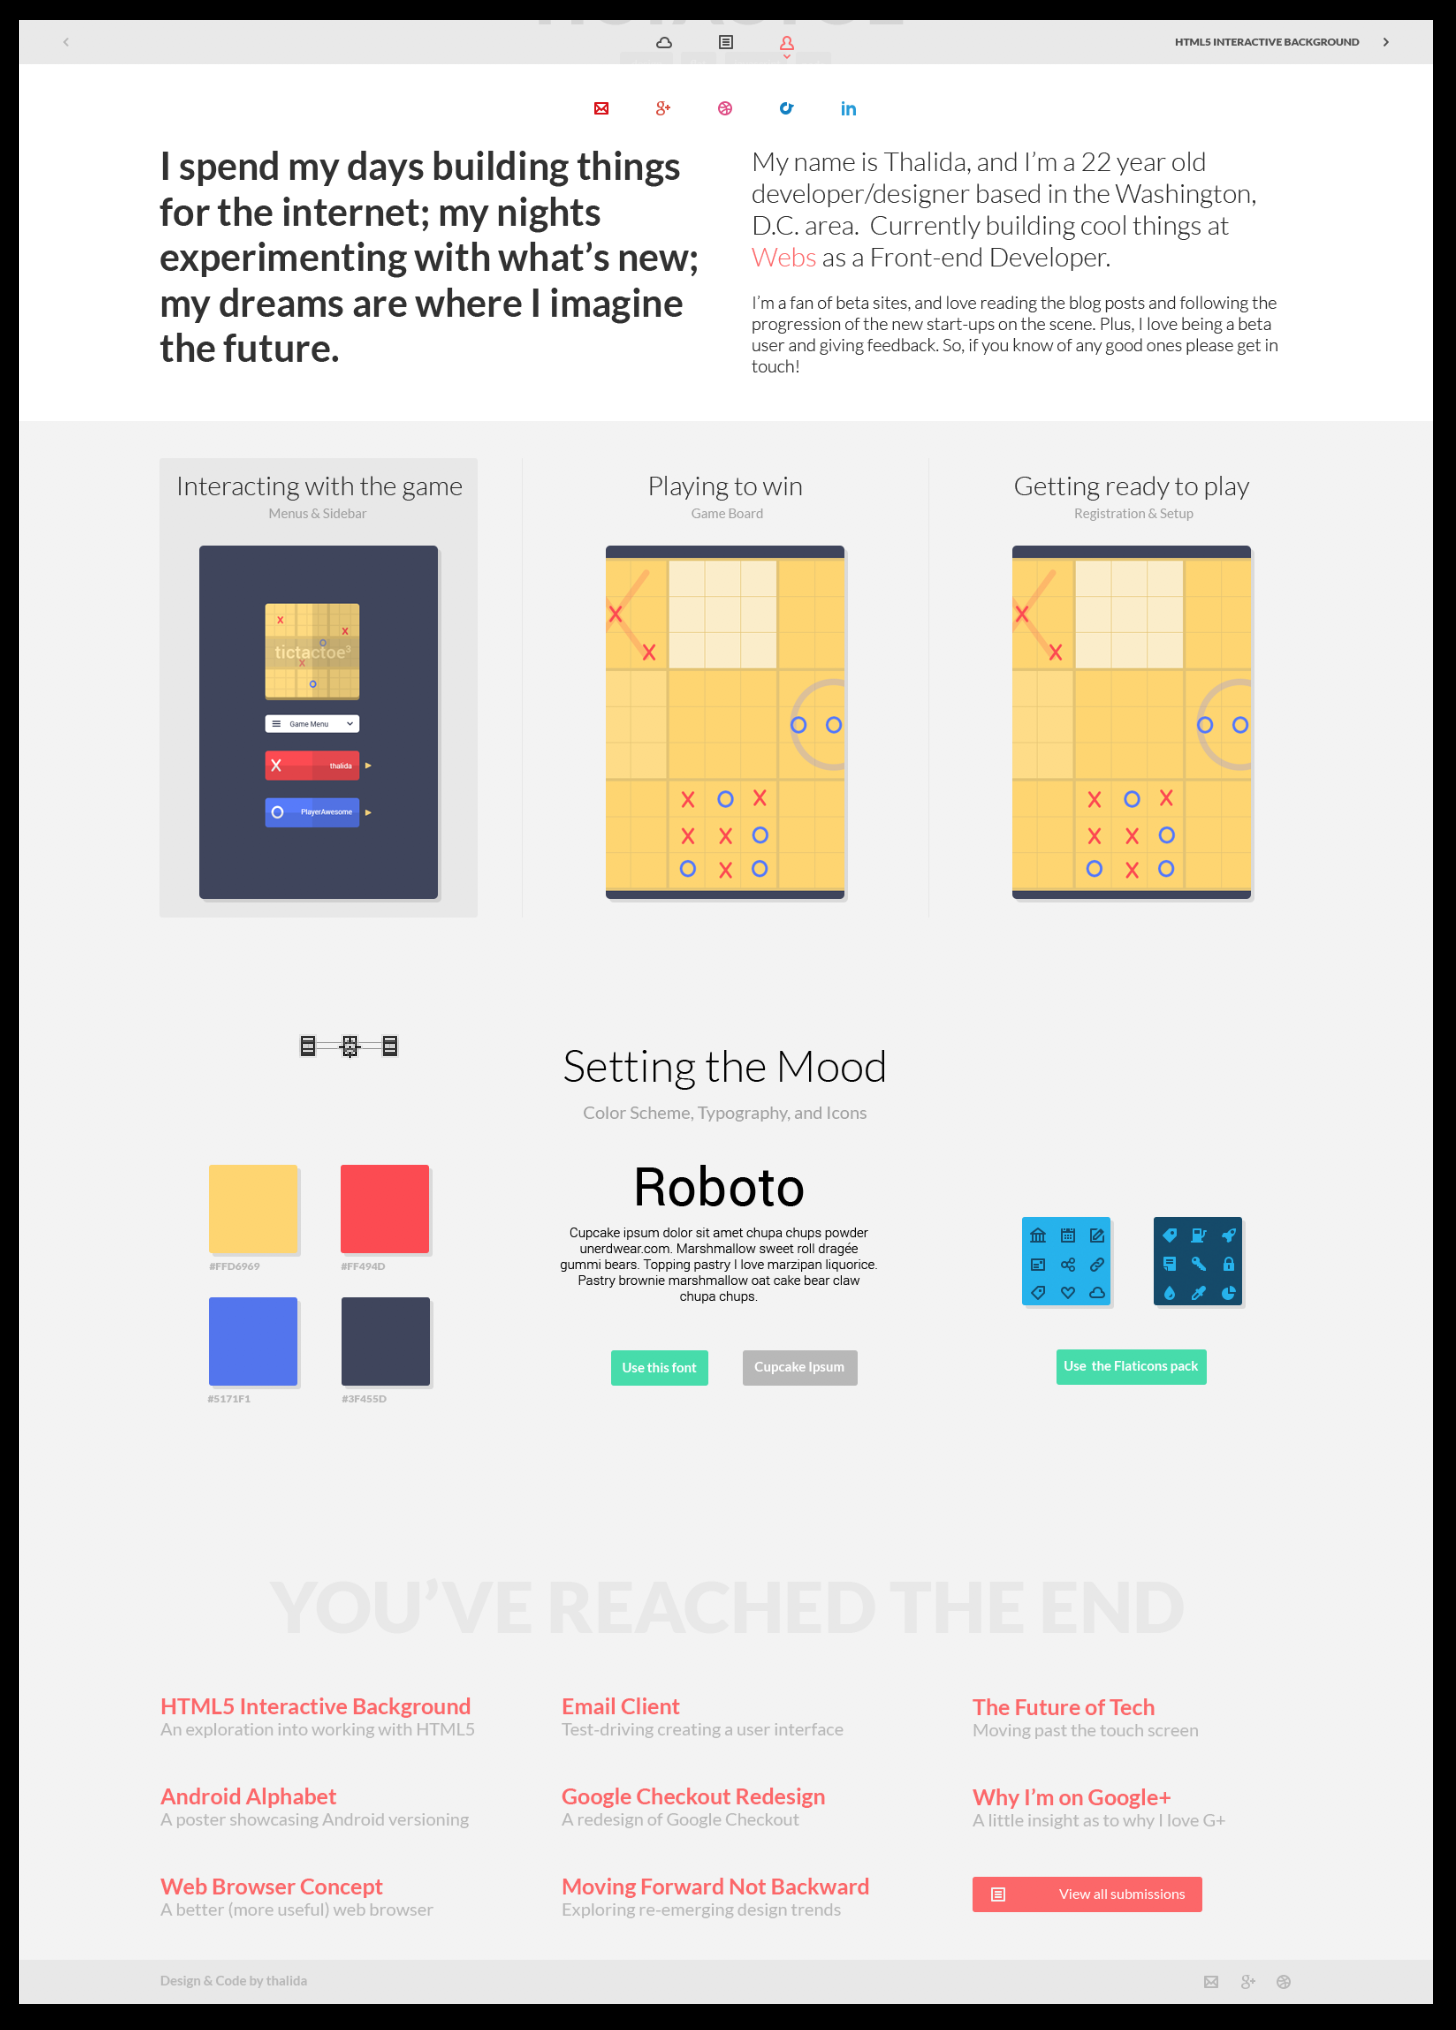 HTML5 INTERACTIVE BACKGROUND
I spend my days building things
for the internet; my nights
experimenting with what’s new;
my dreams are where I imagine
the future.
My name is Thalida, and I’m a 22 year old
developer/designer based in the Washington,
D.C. area.  Currently building cool things at
Webs as a Front-end Developer.
I’m a fan of beta sites, and love reading the blog posts and following the
progression of the new start-ups on the scene. Plus, I love being a beta
user and giving feedback. So, if you know of any good ones please get in
touch!
Interacting with the game
Menus & Sidebar
tictactoe³
Game Menu
X thalida
O PlayerAwesome
Playing to win
Game Board
X
X
O O
X O X
X X O
O X O
Getting ready to play
Registration & Setup
X
X
O O
X O X
X X O
O X O
Setting the Mood
Color Scheme, Typography, and Icons
#FFD6969
#FF494D
#5171F1
#3F455D
Roboto
Cupcake ipsum dolor sit amet chupa chups powder
unerdwear.com. Marshmallow sweet roll dragée
gummi bears. Topping pastry I love marzipan liquorice.
Pastry brownie marshmallow oat cake bear claw
chupa chups.
Use this font
Cupcake Ipsum
Use  the Flaticons pack
YOU’VE REACHED THE END
HTML5 Interactive Background
An exploration into working with HTML5
Email Client
Test-driving creating a user interface
The Future of Tech
Moving past the touch screen
Android Alphabet
A poster showcasing Android versioning
Google Checkout Redesign
A redesign of Google Checkout
Why I’m on Google+
A little insight as to why I love G+
Web Browser Concept
A better (more useful) web browser
Moving Forward Not Backward
Exploring re-emerging design trends
View all submissions
Design & Code by thalida